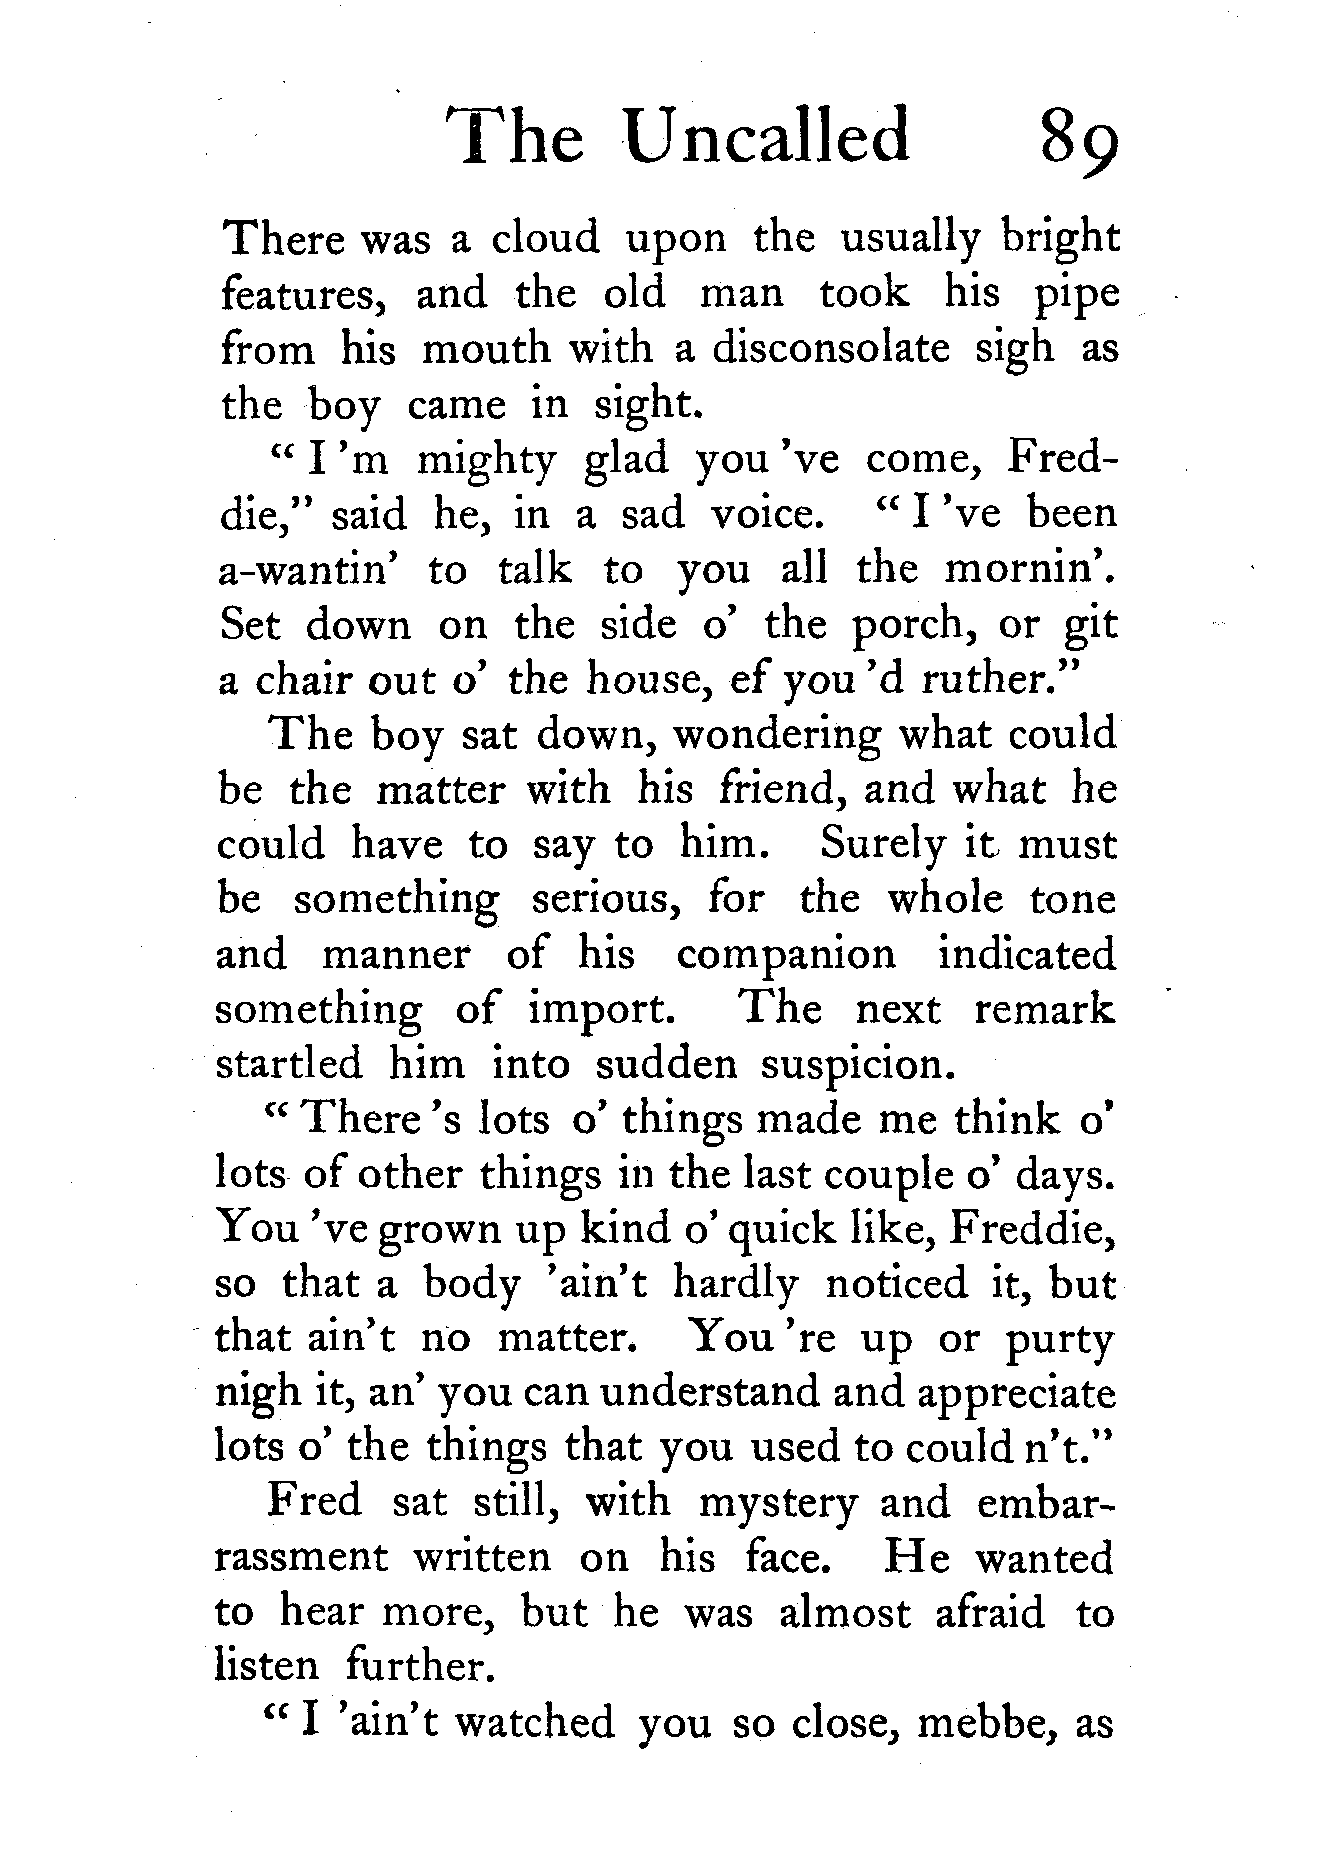 The Uncalled 89
There was a cloud upon the usually bright
features, and the old man took his pipe
from his mouth with a disconsolate sigh as
the boy came in sight.
“ I ’m mighty glad you ’ve come, Fred-
die,” said he, in a sad voice. “ I ’ve been
a-wantin’ to talk to you all the mornin’.
Set down on the side o’ the porch, or git
a chair out o’ the house, ef you ’d ruther.”
The boy sat down, wondering what could
be the matter with his friend, and what he
could have to say to him. Surely it must
be something serious, for the whole tone
and manner of his companion indicated
something of import. The next remark
startled him into sudden suspicion.
“ There ’s lots o’ things made me think o’
lots of other things in the last couple o’ days.
You ’ve grown up kind o’ quick like, Freddie,
so that a body ’ain’t hardly noticed it, but
that ain’t no matter. You ’re up or purty
nigh it, an’ you can understand and appreciate
lots o’ the things that you used to could n’t.”
Fred sat still, with mystery and embar-
rassment written on his face. He wanted
to hear more, but he was almost afraid to
listen further.
“ I ’ain’t watched you so close, mebbe, as